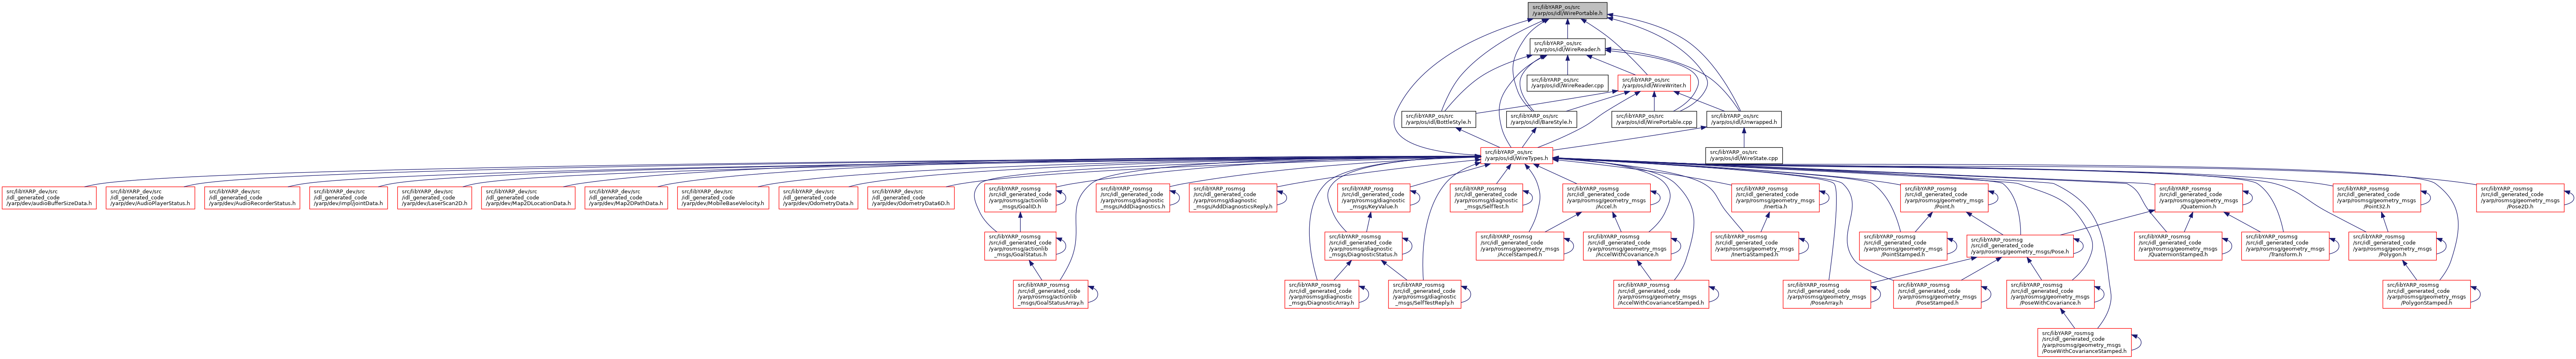 src/libYARP_os/src
/yarp/os/idl/WirePortable.h
src/libYARP_os/src
/yarp/os/idl/WireReader.h
src/libYARP_os/src
/yarp/os/idl/WireReader.cpp
src/libYARP_os/src
/yarp/os/idl/WireWriter.h
src/libYARP_os/src
/yarp/os/idl/BottleStyle.h
src/libYARP_os/src
/yarp/os/idl/BareStyle.h
src/libYARP_os/src
/yarp/os/idl/WirePortable.cpp
src/libYARP_os/src
/yarp/os/idl/Unwrapped.h
src/libYARP_os/src
/yarp/os/idl/WireTypes.h
src/libYARP_os/src
/yarp/os/idl/WireState.cpp
src/libYARP_dev/src
/idl_generated_code
/yarp/dev/audioBufferSizeData.h
src/libYARP_dev/src
/idl_generated_code
/yarp/dev/AudioPlayerStatus.h
src/libYARP_dev/src
/idl_generated_code
/yarp/dev/AudioRecorderStatus.h
src/libYARP_dev/src
/idl_generated_code
/yarp/dev/impl/jointData.h
src/libYARP_dev/src
/idl_generated_code
/yarp/dev/LaserScan2D.h
src/libYARP_dev/src
/idl_generated_code
/yarp/dev/Map2DLocationData.h
src/libYARP_dev/src
/idl_generated_code
/yarp/dev/Map2DPathData.h
src/libYARP_dev/src
/idl_generated_code
/yarp/dev/MobileBaseVelocity.h
src/libYARP_dev/src
/idl_generated_code
/yarp/dev/OdometryData.h
src/libYARP_dev/src
/idl_generated_code
/yarp/dev/OdometryData6D.h
src/libYARP_rosmsg
/src/idl_generated_code
/yarp/rosmsg/actionlib
_msgs/GoalID.h
src/libYARP_rosmsg
/src/idl_generated_code
/yarp/rosmsg/diagnostic
_msgs/AddDiagnostics.h
src/libYARP_rosmsg
/src/idl_generated_code
/yarp/rosmsg/diagnostic
_msgs/AddDiagnosticsReply.h
src/libYARP_rosmsg
/src/idl_generated_code
/yarp/rosmsg/diagnostic
_msgs/KeyValue.h
src/libYARP_rosmsg
/src/idl_generated_code
/yarp/rosmsg/diagnostic
_msgs/SelfTest.h
src/libYARP_rosmsg
/src/idl_generated_code
/yarp/rosmsg/geometry_msgs
/Accel.h
src/libYARP_rosmsg
/src/idl_generated_code
/yarp/rosmsg/geometry_msgs
/Inertia.h
src/libYARP_rosmsg
/src/idl_generated_code
/yarp/rosmsg/geometry_msgs
/Point.h
src/libYARP_rosmsg
/src/idl_generated_code
/yarp/rosmsg/geometry_msgs
/Quaternion.h
src/libYARP_rosmsg
/src/idl_generated_code
/yarp/rosmsg/geometry_msgs
/Point32.h
src/libYARP_rosmsg
/src/idl_generated_code
/yarp/rosmsg/geometry_msgs
/Pose2D.h
src/libYARP_rosmsg
/src/idl_generated_code
/yarp/rosmsg/actionlib
_msgs/GoalStatus.h
src/libYARP_rosmsg
/src/idl_generated_code
/yarp/rosmsg/diagnostic
_msgs/DiagnosticStatus.h
src/libYARP_rosmsg
/src/idl_generated_code
/yarp/rosmsg/geometry_msgs
/AccelStamped.h
src/libYARP_rosmsg
/src/idl_generated_code
/yarp/rosmsg/geometry_msgs
/AccelWithCovariance.h
src/libYARP_rosmsg
/src/idl_generated_code
/yarp/rosmsg/geometry_msgs
/InertiaStamped.h
src/libYARP_rosmsg
/src/idl_generated_code
/yarp/rosmsg/geometry_msgs
/PointStamped.h
src/libYARP_rosmsg
/src/idl_generated_code
/yarp/rosmsg/geometry_msgs/Pose.h
src/libYARP_rosmsg
/src/idl_generated_code
/yarp/rosmsg/geometry_msgs
/QuaternionStamped.h
src/libYARP_rosmsg
/src/idl_generated_code
/yarp/rosmsg/geometry_msgs
/Transform.h
src/libYARP_rosmsg
/src/idl_generated_code
/yarp/rosmsg/geometry_msgs
/Polygon.h
src/libYARP_rosmsg
/src/idl_generated_code
/yarp/rosmsg/actionlib
_msgs/GoalStatusArray.h
src/libYARP_rosmsg
/src/idl_generated_code
/yarp/rosmsg/diagnostic
_msgs/DiagnosticArray.h
src/libYARP_rosmsg
/src/idl_generated_code
/yarp/rosmsg/diagnostic
_msgs/SelfTestReply.h
src/libYARP_rosmsg
/src/idl_generated_code
/yarp/rosmsg/geometry_msgs
/AccelWithCovarianceStamped.h
src/libYARP_rosmsg
/src/idl_generated_code
/yarp/rosmsg/geometry_msgs
/PoseArray.h
src/libYARP_rosmsg
/src/idl_generated_code
/yarp/rosmsg/geometry_msgs
/PoseStamped.h
src/libYARP_rosmsg
/src/idl_generated_code
/yarp/rosmsg/geometry_msgs
/PoseWithCovariance.h
src/libYARP_rosmsg
/src/idl_generated_code
/yarp/rosmsg/geometry_msgs
/PolygonStamped.h
src/libYARP_rosmsg
/src/idl_generated_code
/yarp/rosmsg/geometry_msgs
/PoseWithCovarianceStamped.h